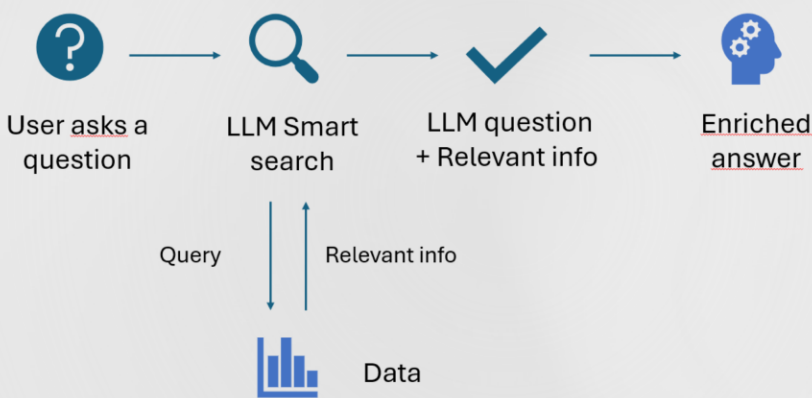 User asks a
question
LLM Smart
search
LLM question
+ Relevant info
Enriched
answer
Query
Relevant info
Data